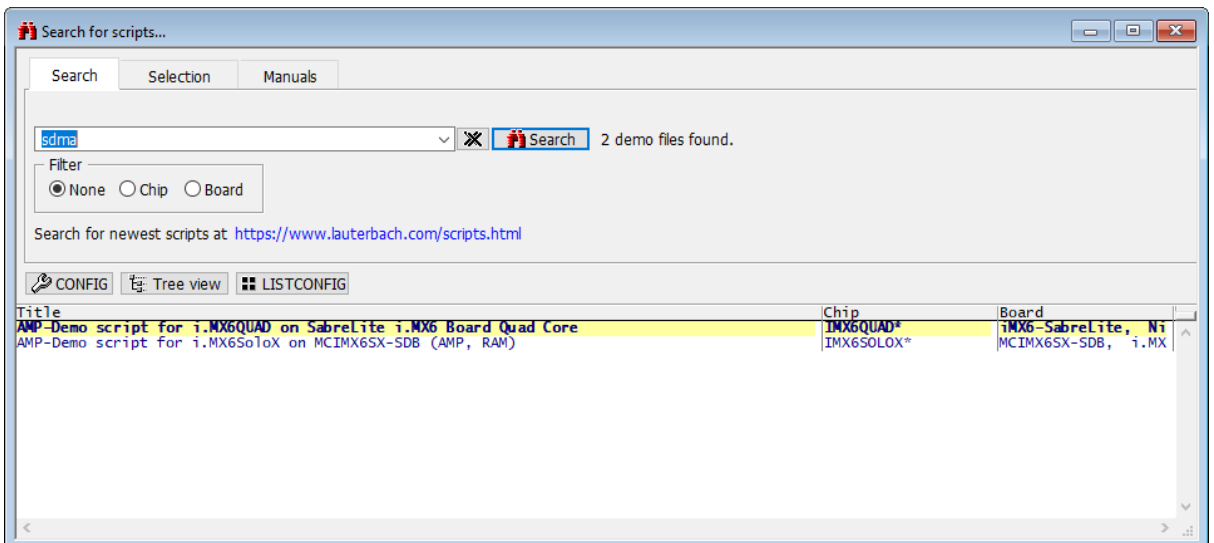 Search for scripts...
Search Selection Manuals
sdma Search 2 demo files found.
Filter
None Chip Board
Search for newest scripts at https://www.lauterbach.com/scripts.html
CONFIG Tree view LISTCONFIG
Title Chip Board
AMP-Demo script for i.MX6QUAD on SabreLite i.MX6 Board Quad Core IMX6QUAD* iMX6-SabreLite, Ni
AMP-Demo script for i.MX6SoloX on MCIMX6SX-SDB (AMP, RAM) IMX6SOLOX* MCIMX6SX-SDB, i.MX